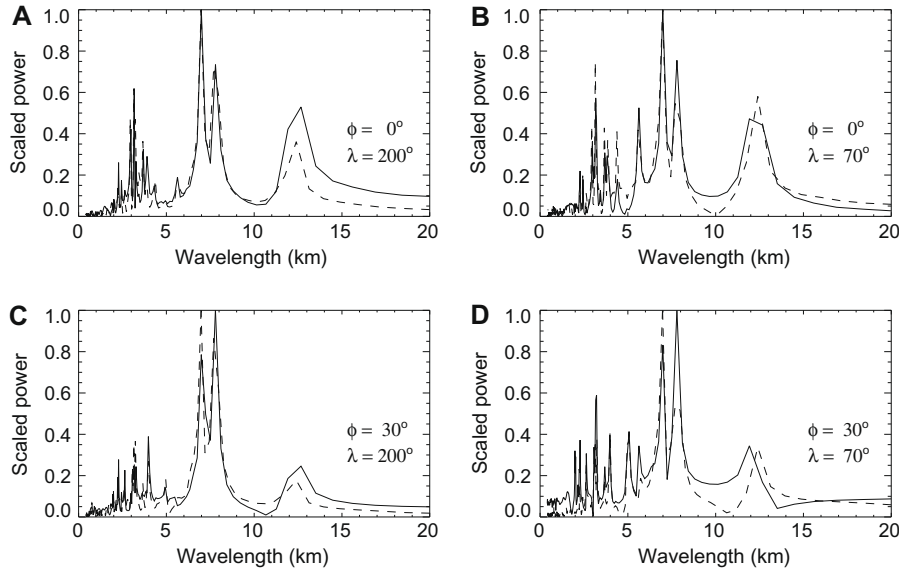 A
B
1.0
0.8
0.6
0.4
0.2
0.0
Scaled power
ϕ = 0°
λ = 200°
0 5 10 15 20
Wavelength (km)
1.0
0.8
0.6
0.4
0.2
0.0
Scaled power
ϕ = 0°
λ = 70°
0 5 10 15 20
Wavelength (km)
C
D
1.0
0.8
0.6
0.4
0.2
0.0
Scaled power
ϕ = 30°
λ = 200°
0 5 10 15 20
Wavelength (km)
1.0
0.8
0.6
0.4
0.2
0.0
Scaled power
ϕ = 30°
λ = 70°
0 5 10 15 20
Wavelength (km)